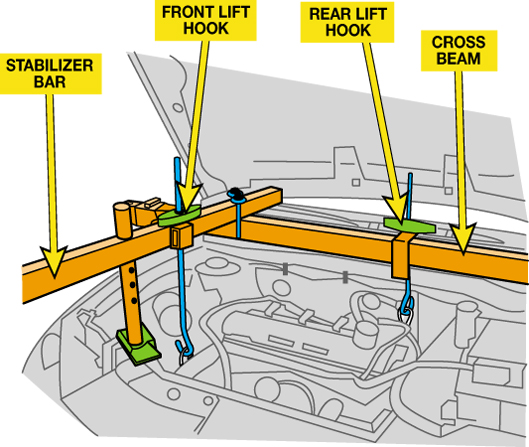 FRONT LIFT
HOOK
REAR LIFT
HOOK
CROSS
BEAM
STABILIZER
BAR